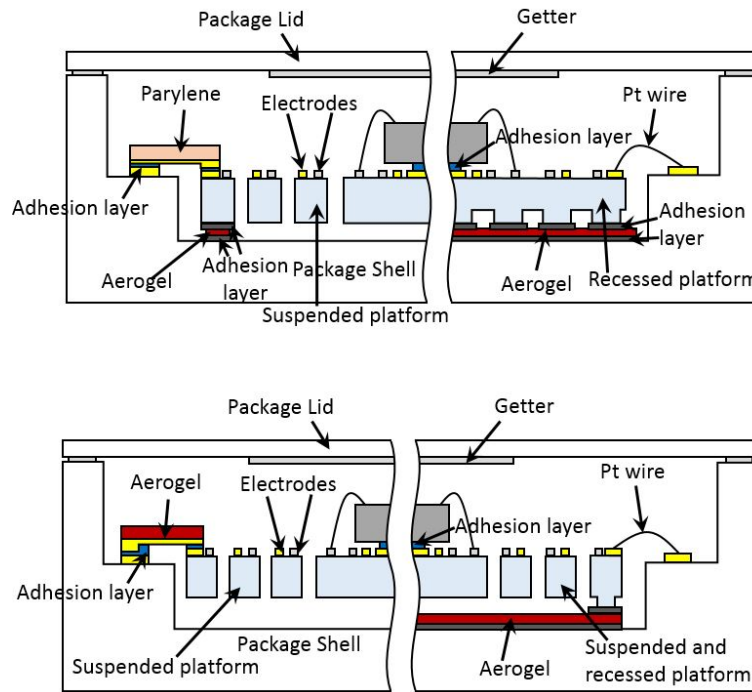 Package Lid
Getter
Parylene
Electrodes
Pt wire
Adhesion layer
Adhesion layer
Adhesion
layer
Aerogel
Adhesion
layer
Package Shell
Aerogel
Recessed platform
Suspended platform
Package Lid
Getter
Aerogel
Electrodes
Pt wire
Adhesion layer
Adhesion layer
Package Shell
Suspended platform
Aerogel
Suspended and
recessed platform